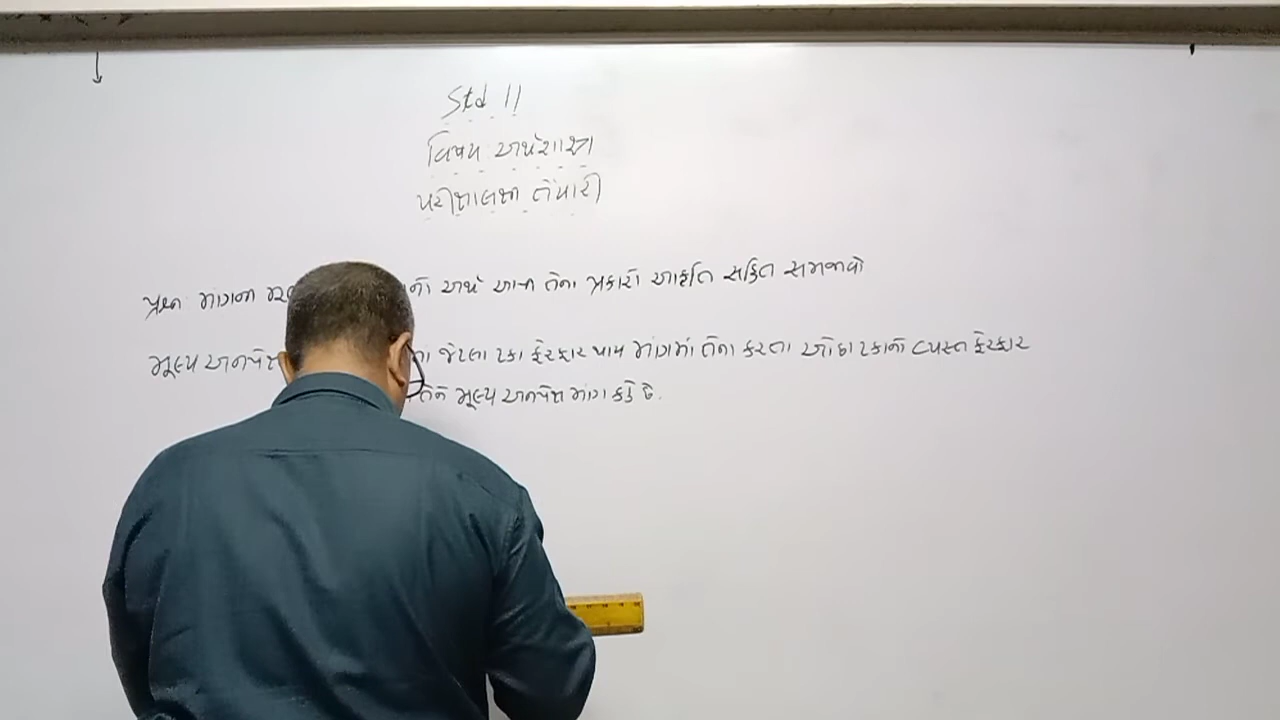 Std 11
વિષય અર્થશાસ્ત્ર
પરીક્ષાલક્ષી તૈયારી
પ્રશ્ન માંગના નો અર્થ આપી તેના પ્રકારો આકૃતિ સહિત સમજાવો
મૂલ્ય અનપેક્ષ ના જેટલા ટકા ફેરફાર થાય માંગમાં તેના કરતા ઓછા ટકાનો વ્યસ્ત ફેરફાર
તેને મૂલ્ય અનપેક્ષ માંગ કહે છે.